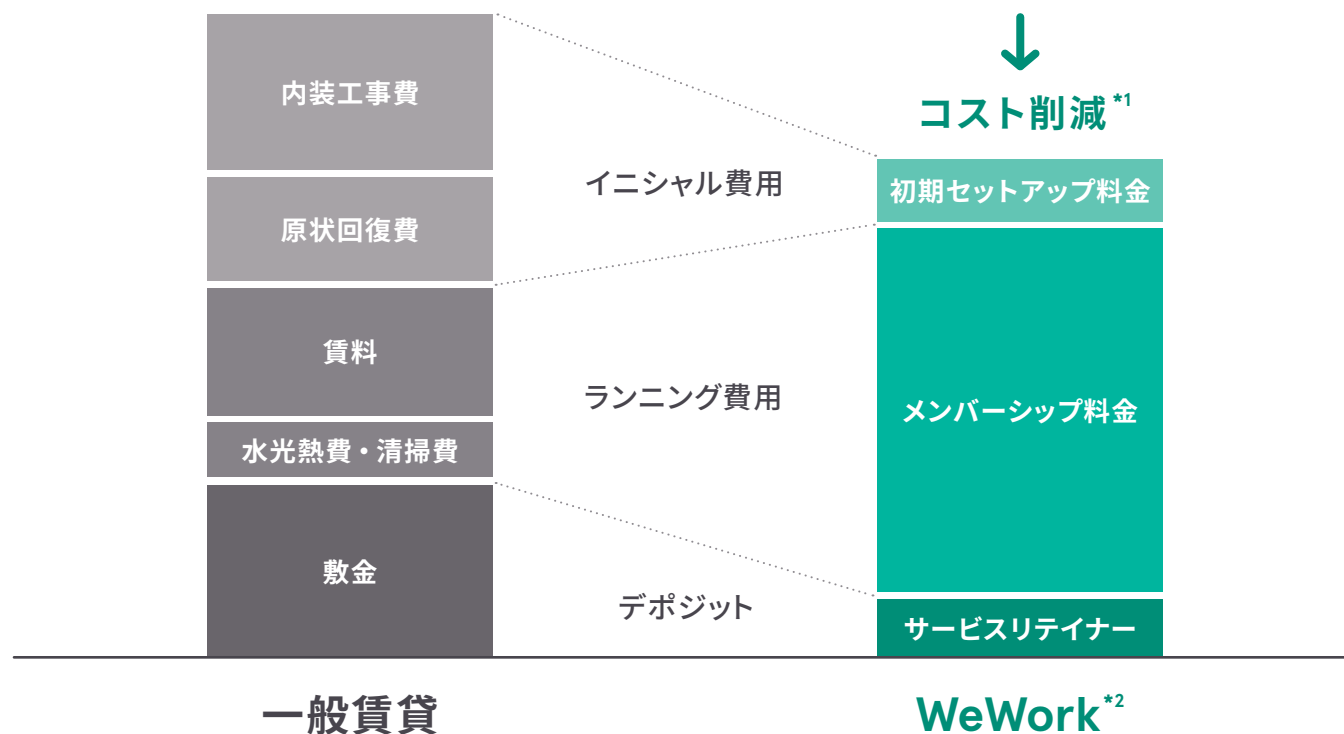 内装工事費
原状回復費
賃料
水光熱費・清掃費
敷金
一般賃貸
イニシャル費用
ランニング費用
デポジット
コスト削減*1
初期セットアップ料金
メンバーシップ料金
サービスリテイナー
WeWork*2